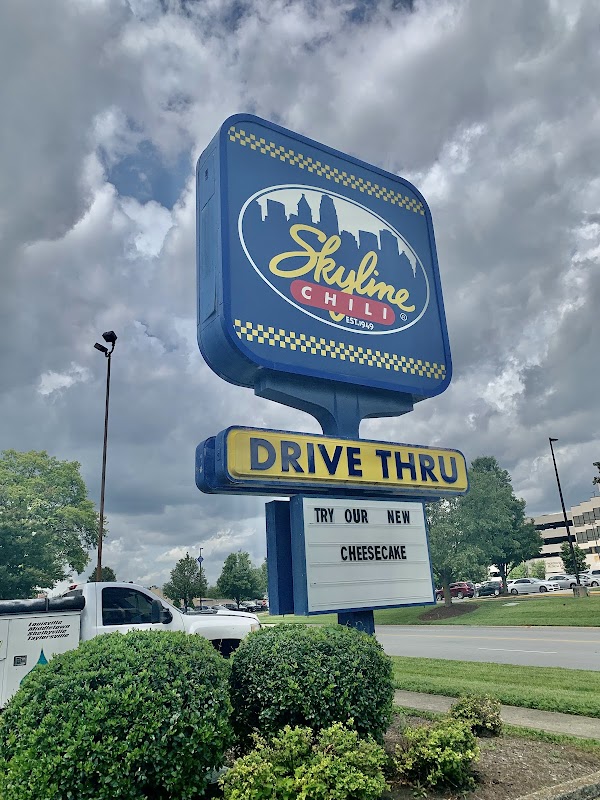 Skyline
CHILI
®
EST. 1949
DRIVE THRU
TRY OUR NEW
CHEESECAKE
Louisville
Middletown
Shelbyville
Taylorsville